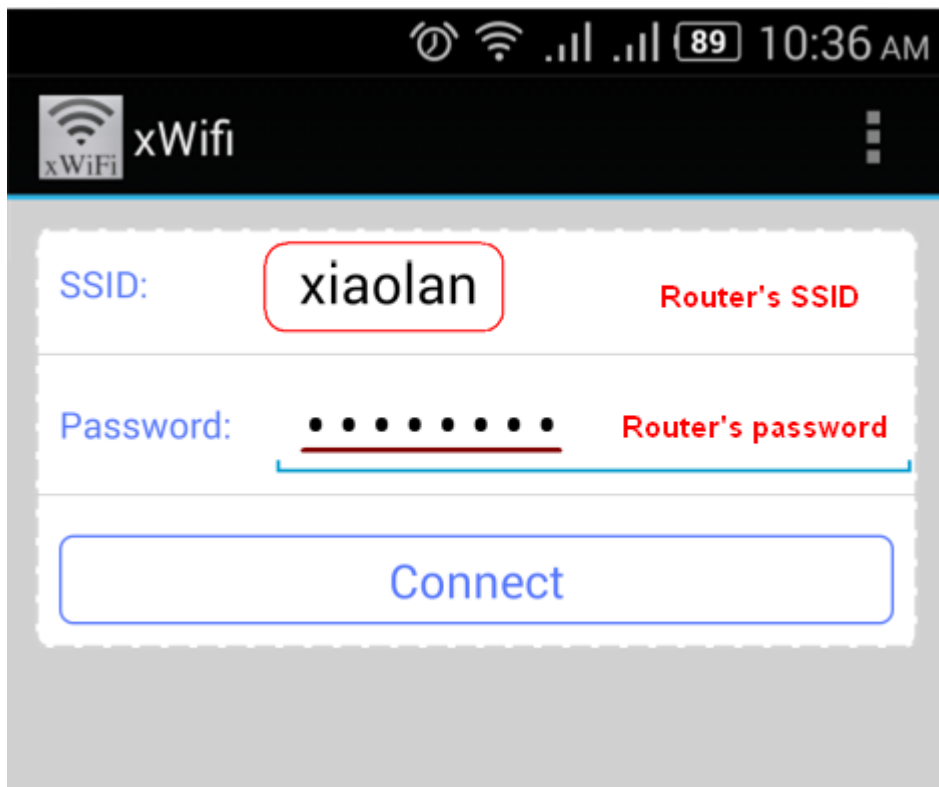 89 10:36 AM
xWiFi xWifi
SSID: xiaolan Router's SSID
Password: •••••••• Router's password
Connect